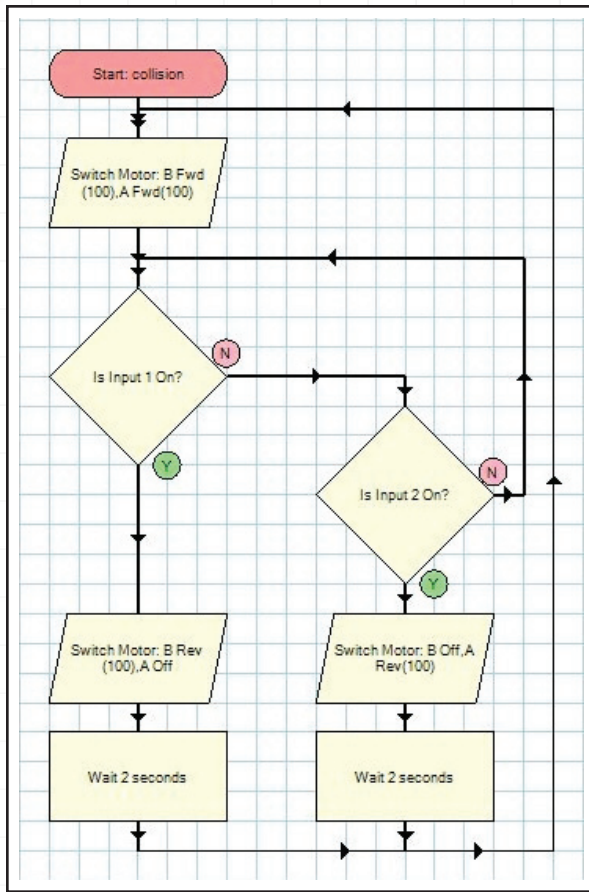 Start: collision
Switch Motor: B Fwd
(100),A Fwd(100)
Is Input 1 On?
N
Y
Is Input 2 On?
N
Y
Switch Motor: B Rev
(100),A Off
Switch Motor: B Off,A
Rev(100)
Wait 2 seconds
Wait 2 seconds